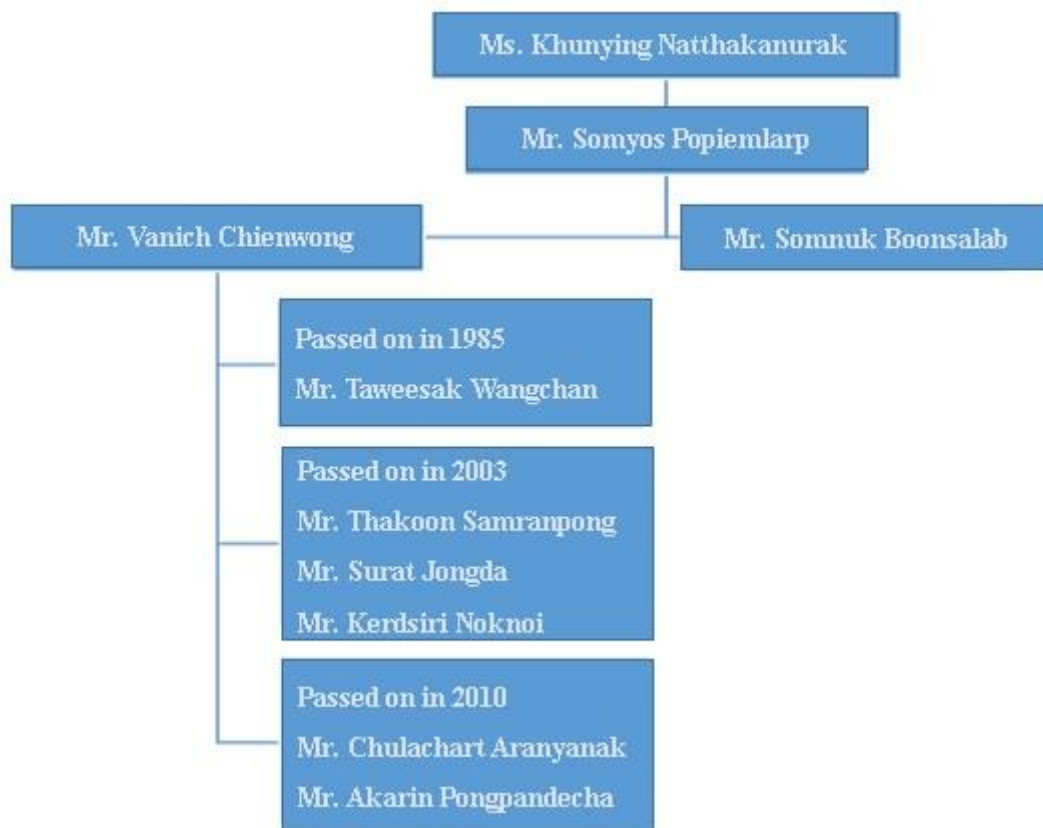 Ms. Khunying Natthakanurak
Mr. Somyos Popiemlarp
Mr. Vanich Chienwong
Mr. Somnuk Boonsalab
Passed on in 1985
Mr. Taweesak Wangchan
Passed on in 2003
Mr. Thakoon Samranpong
Mr. Surat Jongda
Mr. Kerdsiri Noknoi
Passed on in 2010
Mr. Chulachart Aranyanak
Mr. Akarin Pongpandecha